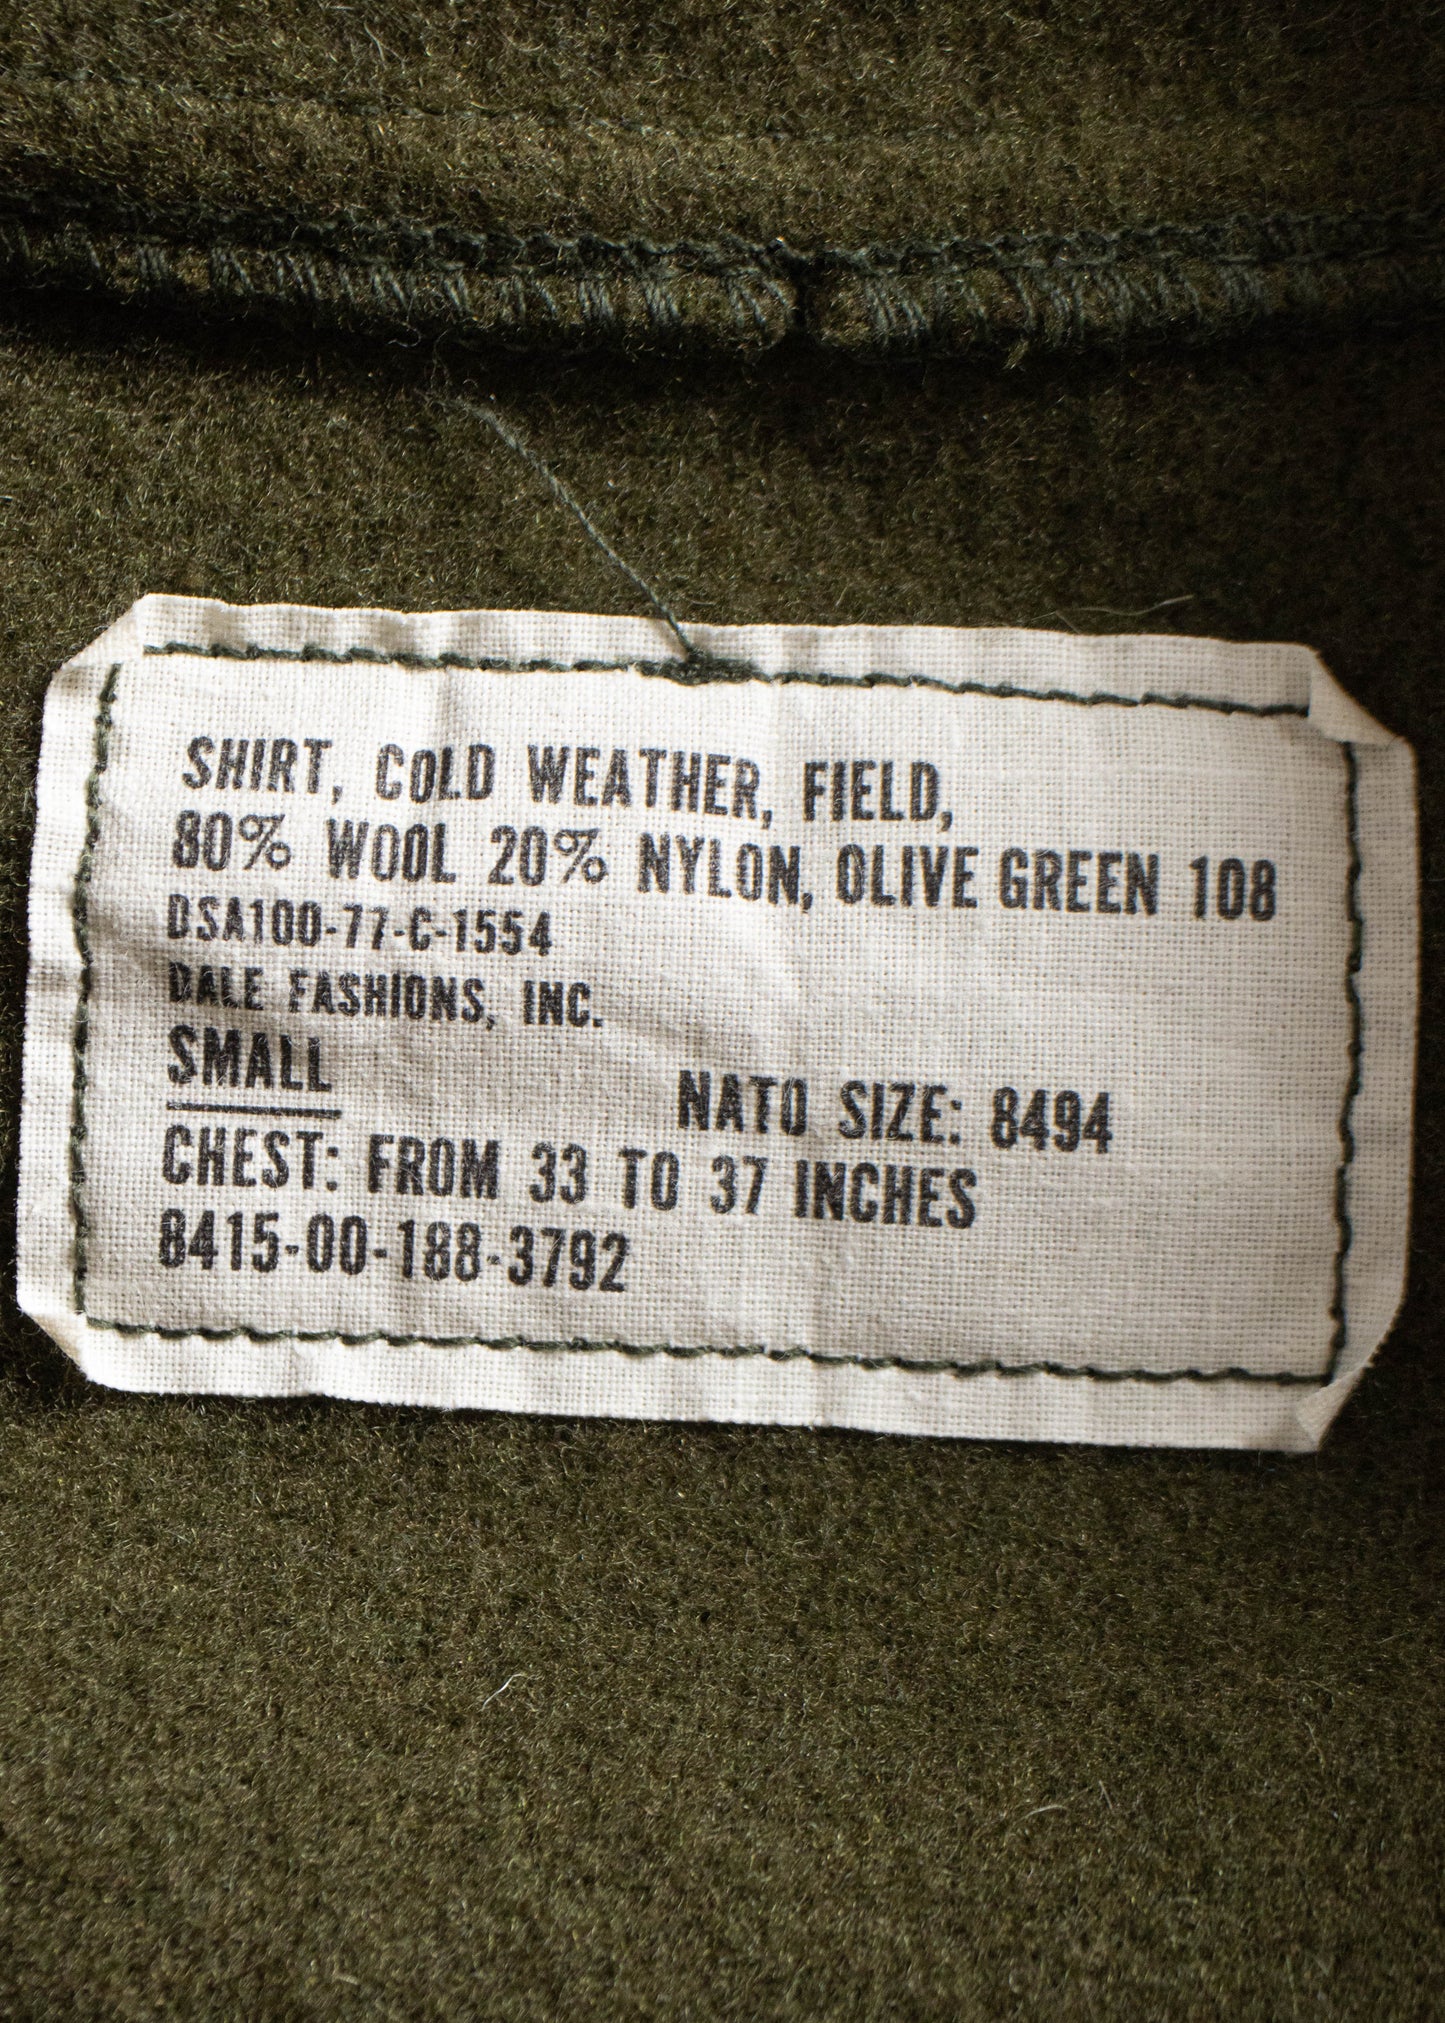 SHIRT, COLD WEATHER, FIELD,
80% WOOL 20% NYLON, OLIVE GREEN 108
DSA100-77-C-1554
DALE FASHIONS, INC.
SMALL
NATO SIZE: 8494
CHEST: FROM 33 TO 37 INCHES
8415-00-188-3792